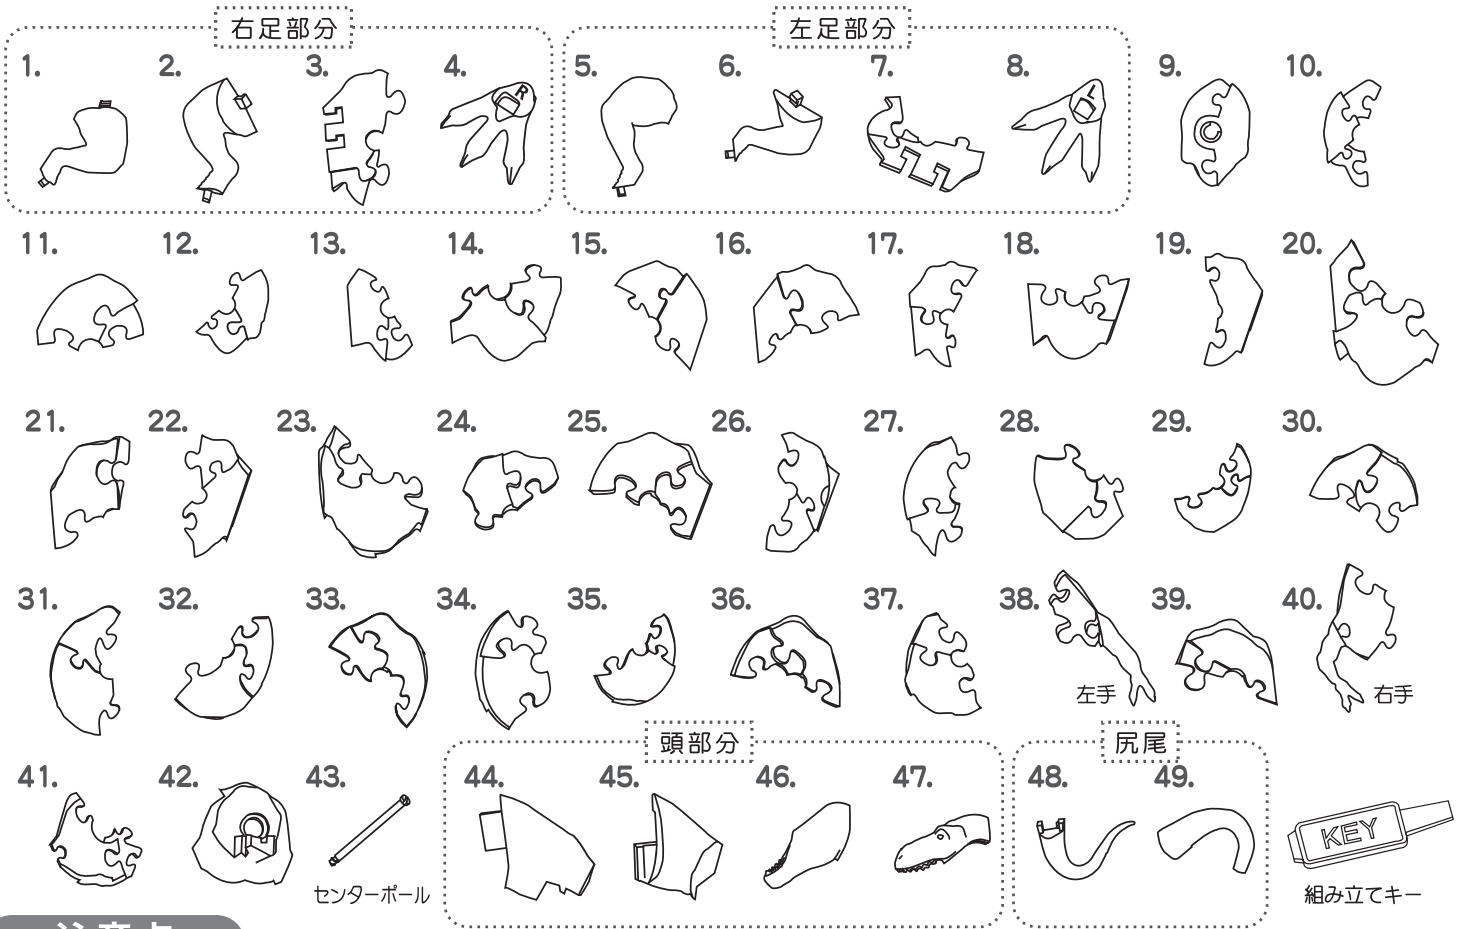 右足部分 左足部分
1. 2. 3. 4. 5. 6. 7. 8. 9. 10.
R L
11. 12. 13. 14. 15. 16. 17. 18. 19. 20.
21. 22. 23. 24. 25. 26. 27. 28. 29. 30.
31. 32. 33. 34. 35. 36. 37. 38. 39. 40.
左手 右手
頭部分 尻尾
41. 42. 43. 44. 45. 46. 47. 48. 49.
KEY
センターポール 組み立てキー